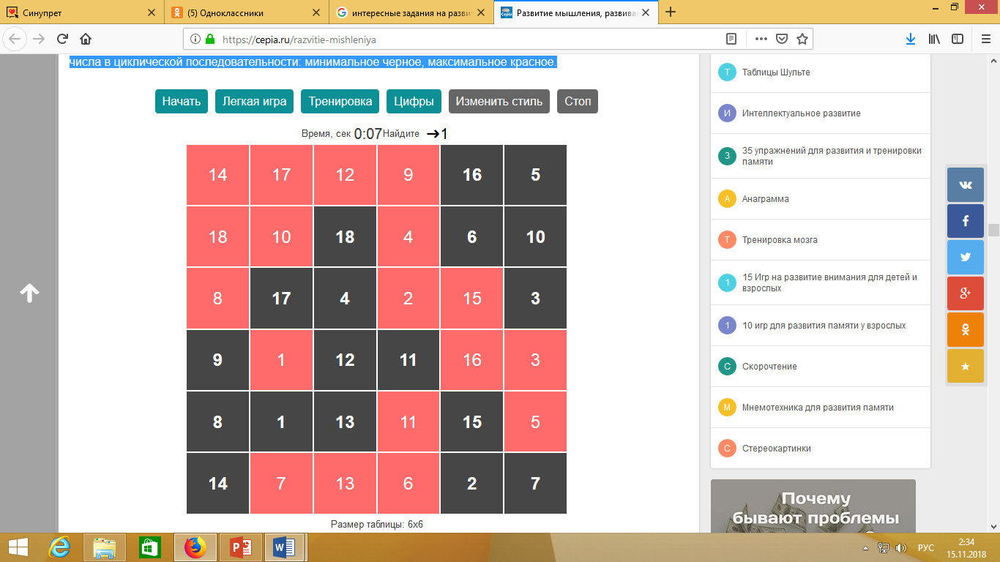 Синупрет
(5) Одноклассники
интересные задания на разви
Развитие мышления, развива
https://cepia.ru/razvitie-mishleniya
числа в циклической последовательности: минимальное черное, максимальное красное.
Начать Легкая игра Тренировка Цифры Изменить стиль Стоп
Время, сек 0:07 Найдите →1
14 17 12 9 16 5
18 10 18 4 6 10
8 17 4 2 15 3
9 1 12 11 16 3
8 1 13 11 15 5
14 7 13 6 2 7
Размер таблицы: 6x6
Т Таблицы Шульте
И Интеллектуальное развитие
3 35 упражнений для развития и тренировки
памяти
А Анаграмма
Т Тренировка мозга
1 15 Игр на развитие внимания для детей и
взрослых
1 10 игр для развития памяти у взрослых
С Скорочтение
М Мнемотехника для развития памяти
С Стереокартинки
Почему
бывают проблемы
РУС
2:34
15.11.2018